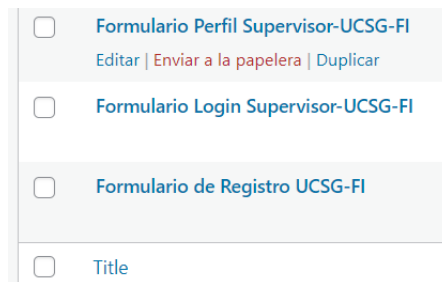 Formulario Perfil Supervisor-UCSG-FI
Editar | Enviar a la papelera | Duplicar
Formulario Login Supervisor-UCSG-FI
Formulario de Registro UCSG-FI
Title